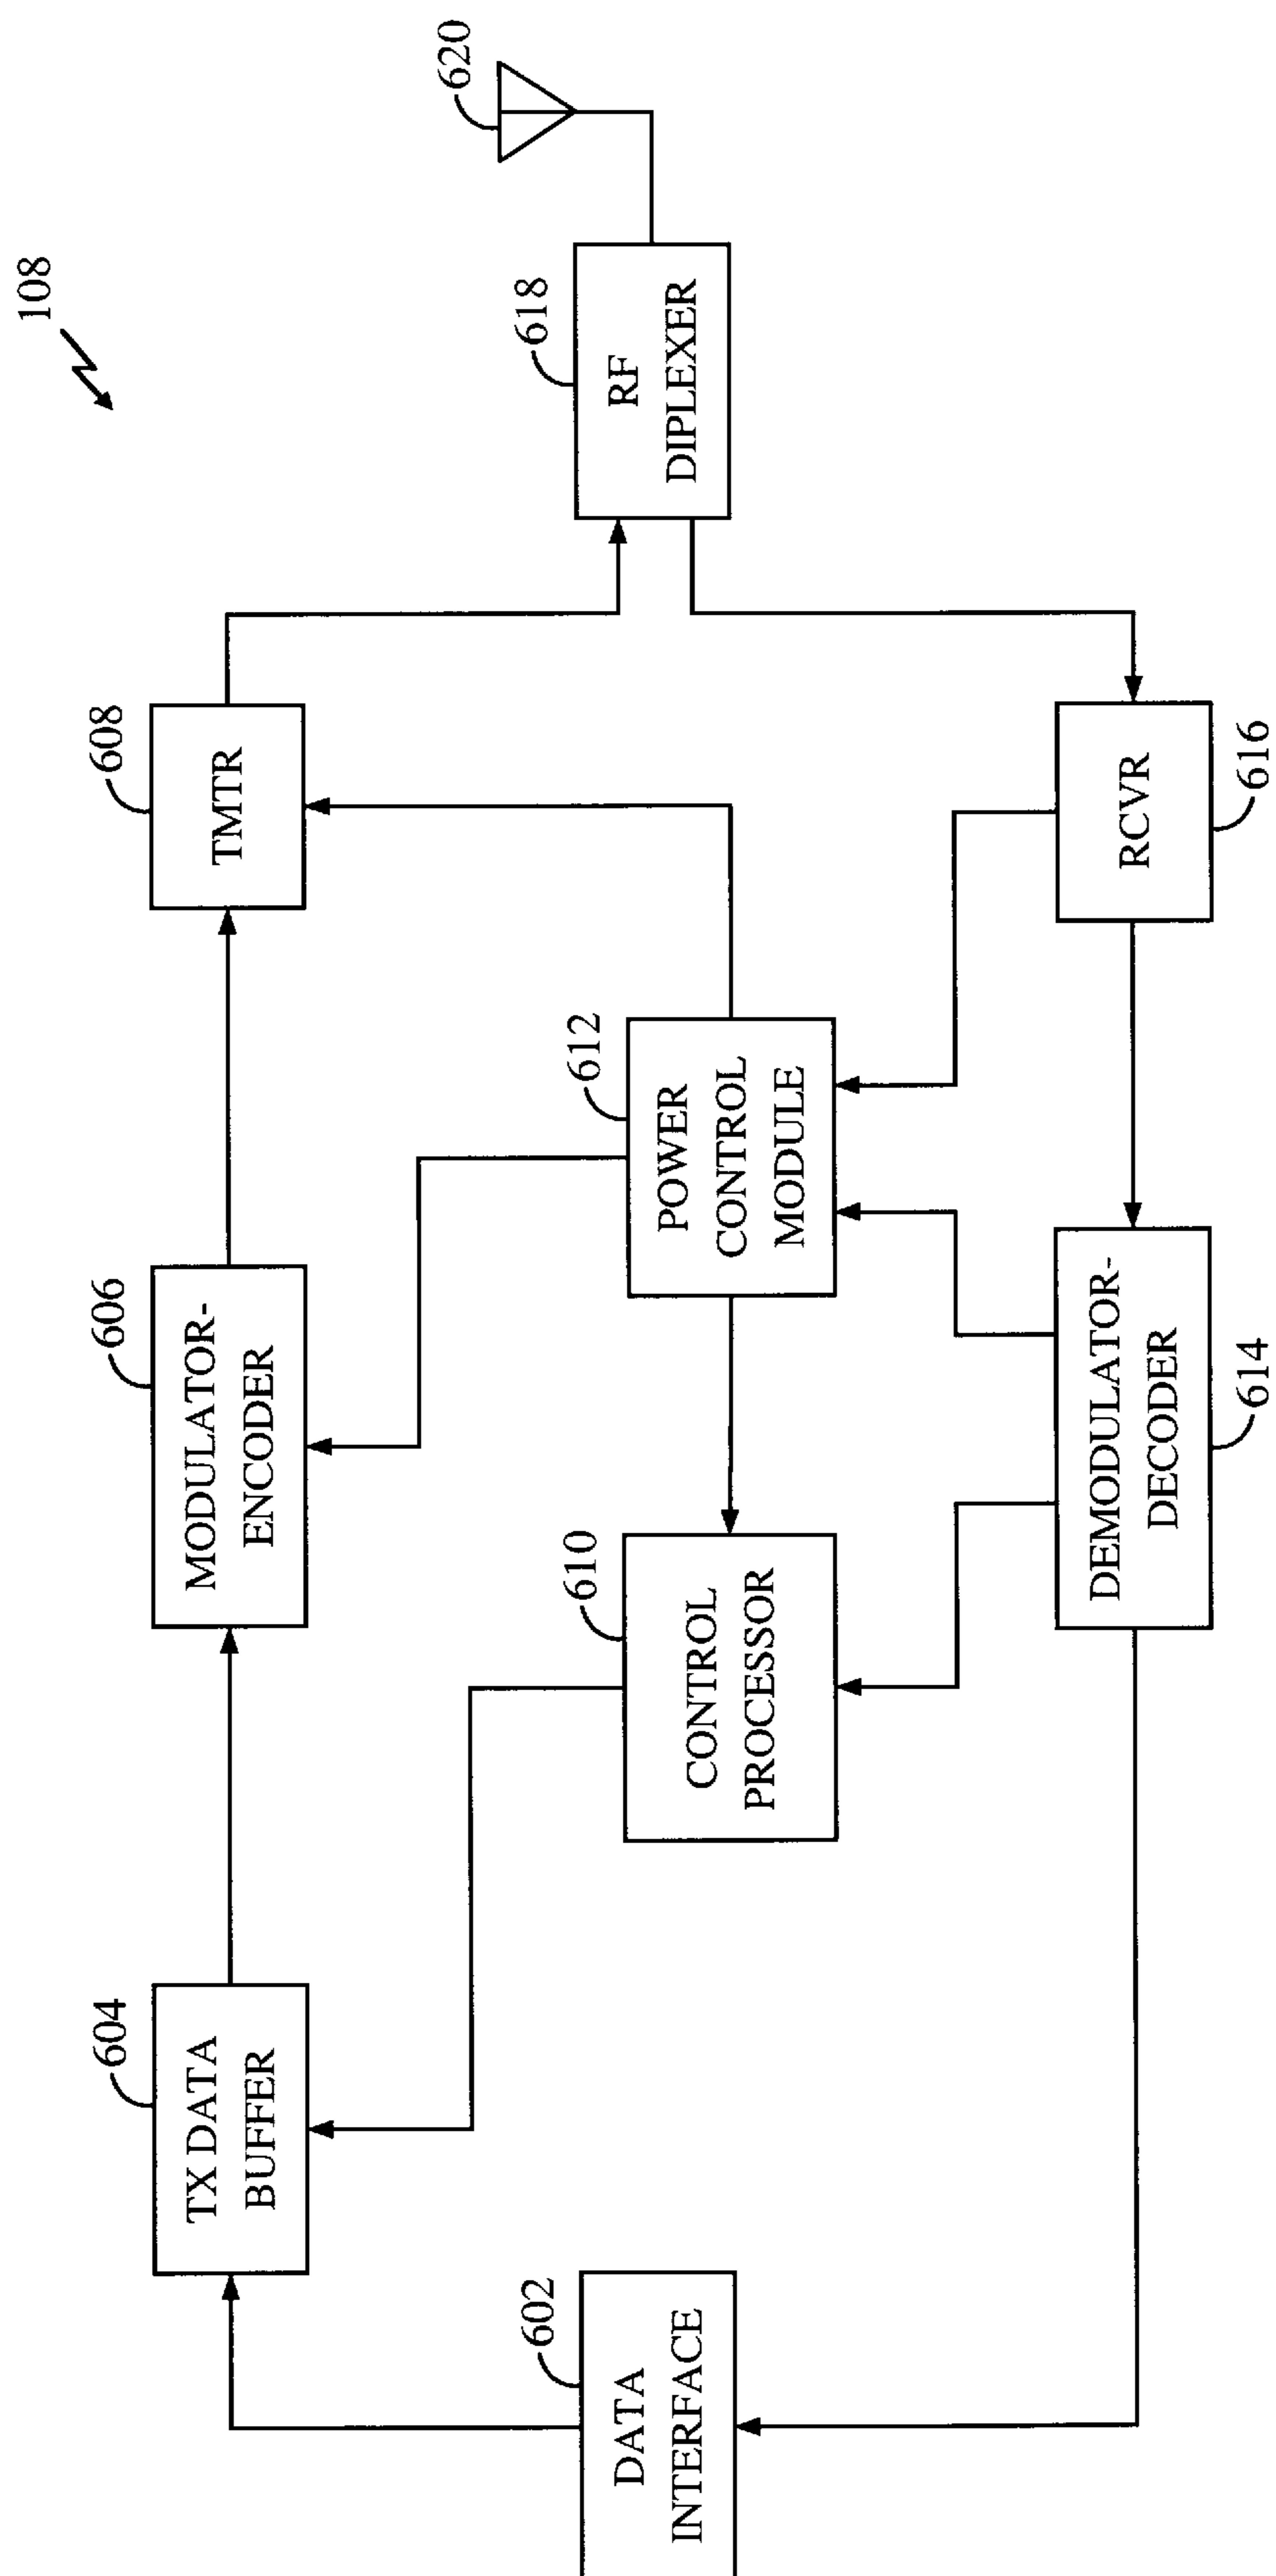 108
620
618
RF
DIPLEXER
608
TMTR
616
RCVR
612
POWER
CONTROL
MODULE
606
MODULATOR-
ENCODER
610
CONTROL
PROCESSOR
614
DEMODULATOR-
DECODER
604
TX DATA
BUFFER
602
DATA
INTERFACE